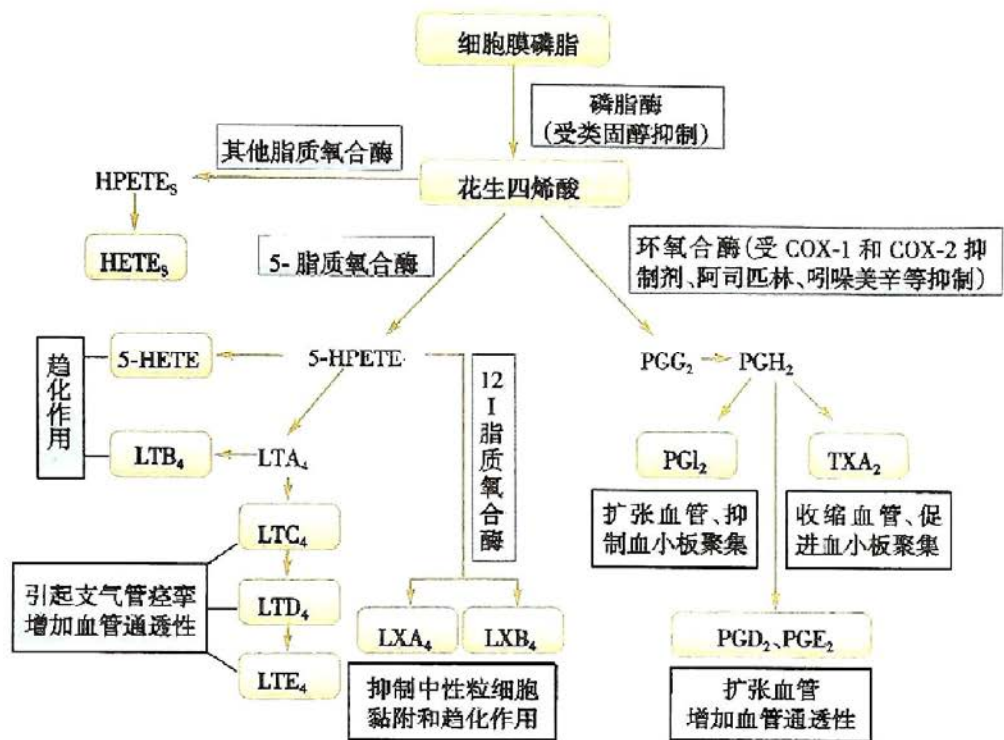 细胞膜磷脂
磷脂酶
(受类固醇抑制)
其他脂质氧合酶
HPETEₛ
花生四烯酸
HETEₛ
5-脂质氧合酶
环氧合酶(受 COX-1 和 COX-2 抑
制剂、阿司匹林、吲哚美辛等抑制)
趋化作用
5-HETE
5-HPETE
12
I
脂质氧合酶
PGG₂
PGH₂
LTB₄
LTA₄
PGI₂
TXA₂
LTC₄
扩张血管、抑
制血小板聚集
收缩血管、促
进血小板聚集
引起支气管痉挛
增加血管通透性
LTD₄
LXA₄
LXB₄
PGD₂、PGE₂
LTE₄
抑制中性粒细胞
黏附和趋化作用
扩张血管
增加血管通透性